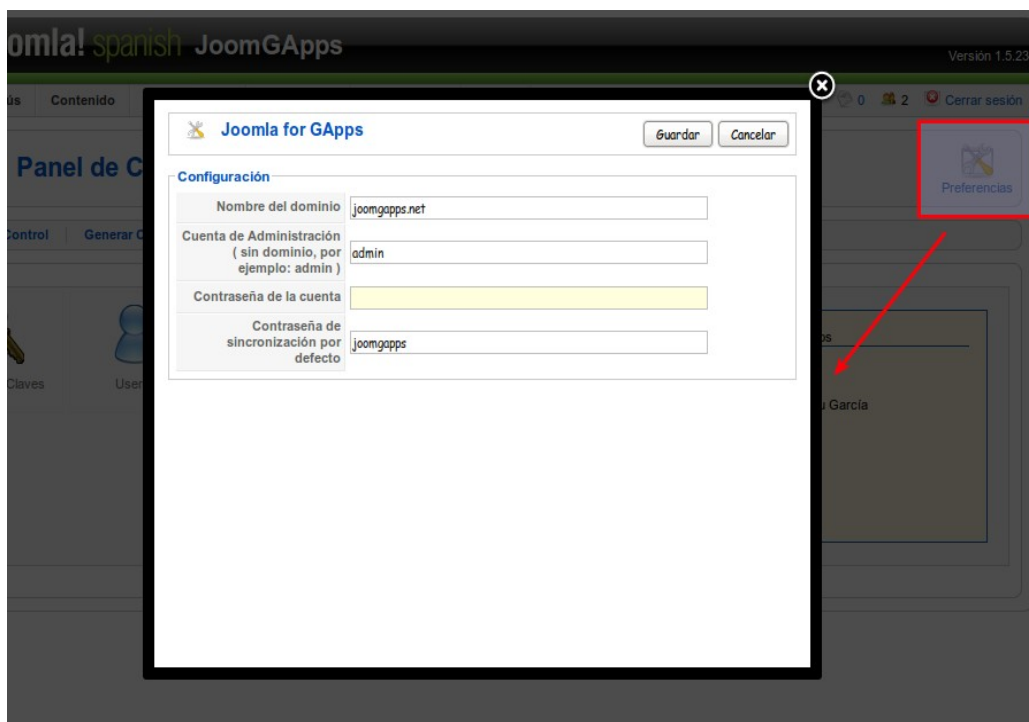 omla! spanish JoomGApps
Versión 1.5.23
ús Contenido
0 2 Cerrar sesión
Joomla for GApps
Guardar Cancelar
Panel de C
Preferencias
Configuración
Nombre del dominio joomgapps.net
Control Generar C
Cuenta de Administración
( sin dominio, por
ejemplo: admin )
admin
Contraseña de la cuenta
Contraseña de
sincronización por
defecto
joomgapps
os
Claves User
u García